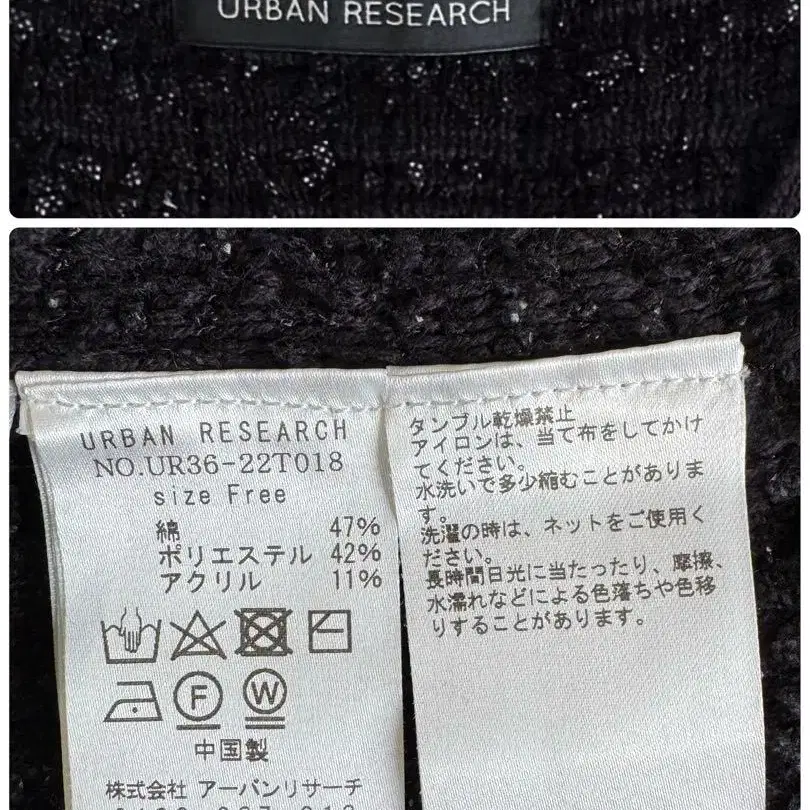 URBAN RESEARCH
URBAN RESEARCH
NO.UR36-22T018
size Free
綿 47%
ポリエステル 42%
アクリル 11%
F W
中国製
株式会社 アーバンリサーチ
タンブル乾燥禁止
アイロンは、当て布をしてかけ
てください。
水洗いで多少縮むことがありま
す。
洗濯の時は、ネットをご使用く
ださい。
長時間日光に当たったり、摩擦、
水濡れなどによる色落ちや色移
りすることがあります。